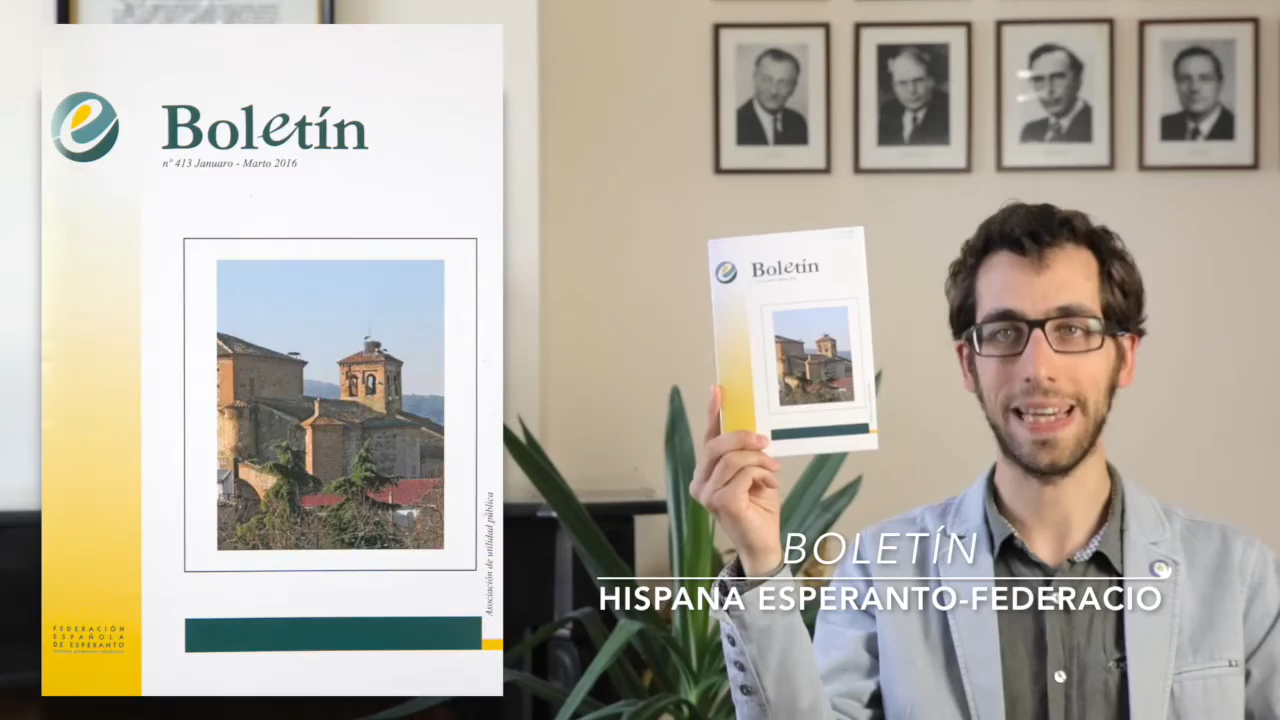 Boletín
nº 413 Januaro - Marto 2016
Asociación de utilidad pública
FEDERACIÓN
ESPAÑOLA
DE ESPERANTO
Boletín
BOLETÍN
HISPANA ESPERANTO-FEDERACIO